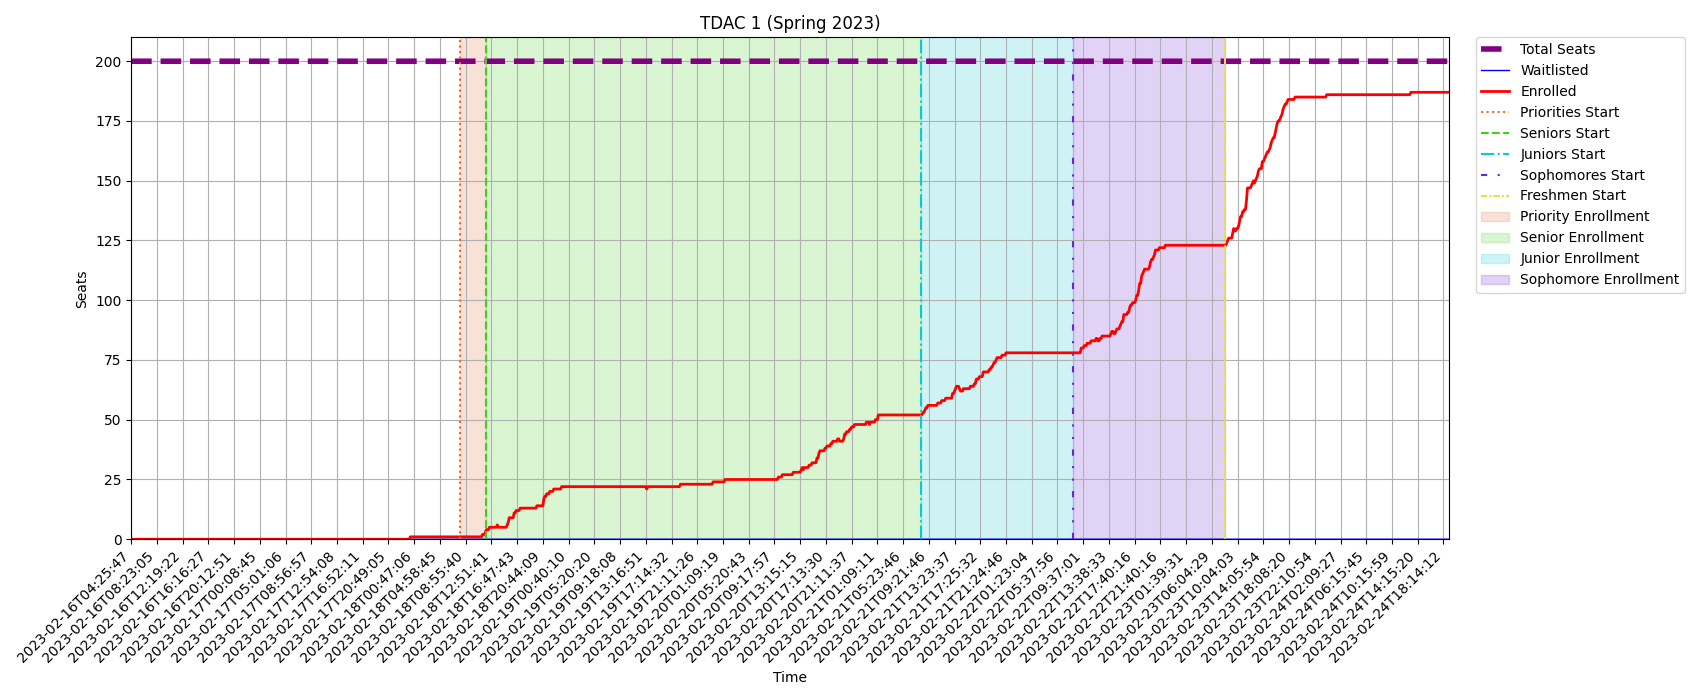 TDAC 1 (Spring 2023)
Seats
200
175
150
125
100
75
50
25
0
2023-02-16T04:25:47
2023-02-16T08:23:05
2023-02-16T12:19:22
2023-02-16T16:16:27
2023-02-16T20:12:51
2023-02-17T00:08:45
2023-02-17T05:01:06
2023-02-17T08:56:57
2023-02-17T12:54:08
2023-02-17T16:52:11
2023-02-17T20:49:05
2023-02-18T00:47:06
2023-02-18T04:58:45
2023-02-18T08:55:40
2023-02-18T12:51:41
2023-02-18T16:47:43
2023-02-18T20:44:09
2023-02-19T00:40:10
2023-02-19T05:20:20
2023-02-19T09:18:08
2023-02-19T13:16:51
2023-02-19T17:14:32
2023-02-19T21:11:26
2023-02-20T01:09:19
2023-02-20T05:20:43
2023-02-20T09:17:57
2023-02-20T13:15:15
2023-02-20T17:13:30
2023-02-20T21:11:37
2023-02-21T01:09:11
2023-02-21T05:23:46
2023-02-21T09:21:46
2023-02-21T13:23:37
2023-02-21T17:25:32
2023-02-21T21:24:46
2023-02-22T01:23:04
2023-02-22T05:37:56
2023-02-22T09:37:01
2023-02-22T13:38:33
2023-02-22T17:40:16
2023-02-22T21:40:16
2023-02-23T01:39:31
2023-02-23T06:04:29
2023-02-23T10:04:03
2023-02-23T14:05:54
2023-02-23T18:08:20
2023-02-23T22:10:54
2023-02-24T02:09:27
2023-02-24T06:15:45
2023-02-24T10:15:59
2023-02-24T14:15:20
2023-02-24T18:14:12
Time
Total Seats
Waitlisted
Enrolled
Priorities Start
Seniors Start
Juniors Start
Sophomores Start
Freshmen Start
Priority Enrollment
Senior Enrollment
Junior Enrollment
Sophomore Enrollment